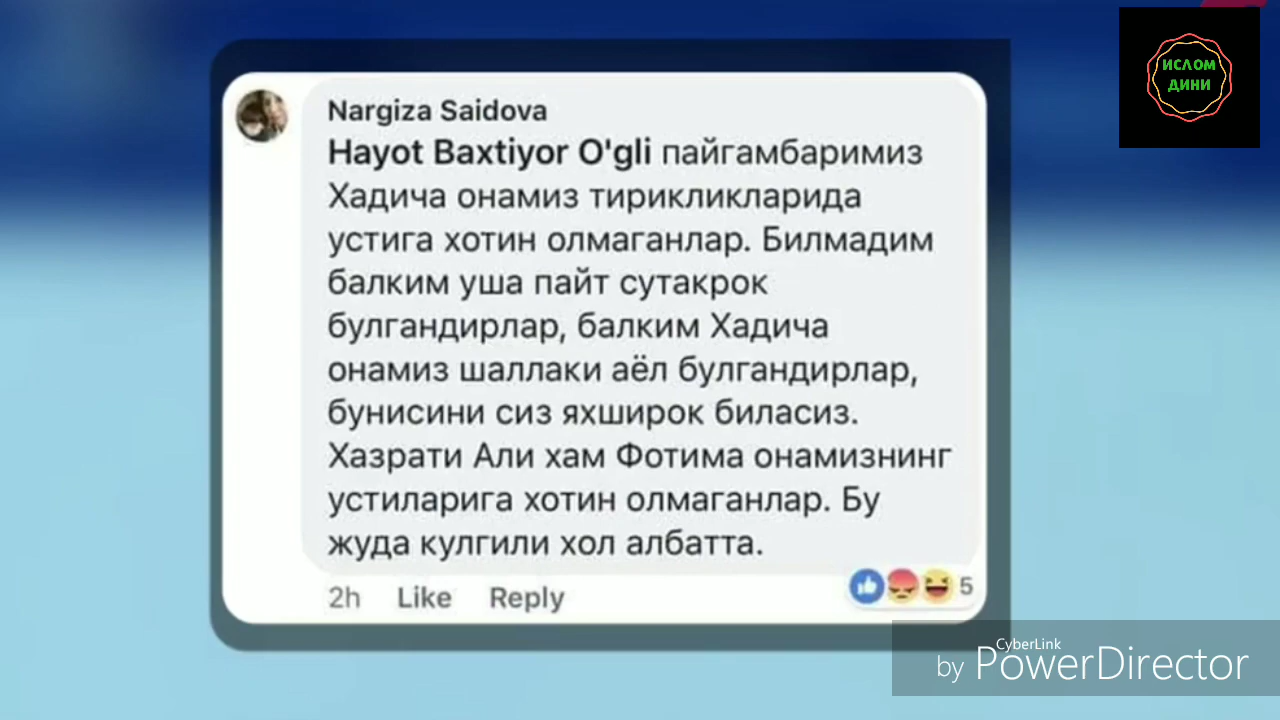 ИСЛОМ
ДИНИ
Nargiza Saidova
Hayot Baxtiyor O'gli пайгамбаримиз
Хадича онамиз тирикликларида
устига хотин олмаганлар. Билмадим
балким уша пайт сутакрок
булгандирлар, балким Хадича
онамиз шаллаки аёл булгандирлар,
бунисини сиз яхширок биласиз.
Хазрати Али хам Фотима онамизнинг
устиларига хотин олмаганлар. Бу
жуда кулгили хол албатта.
2h Like Reply 5
CyberLink
by PowerDirector